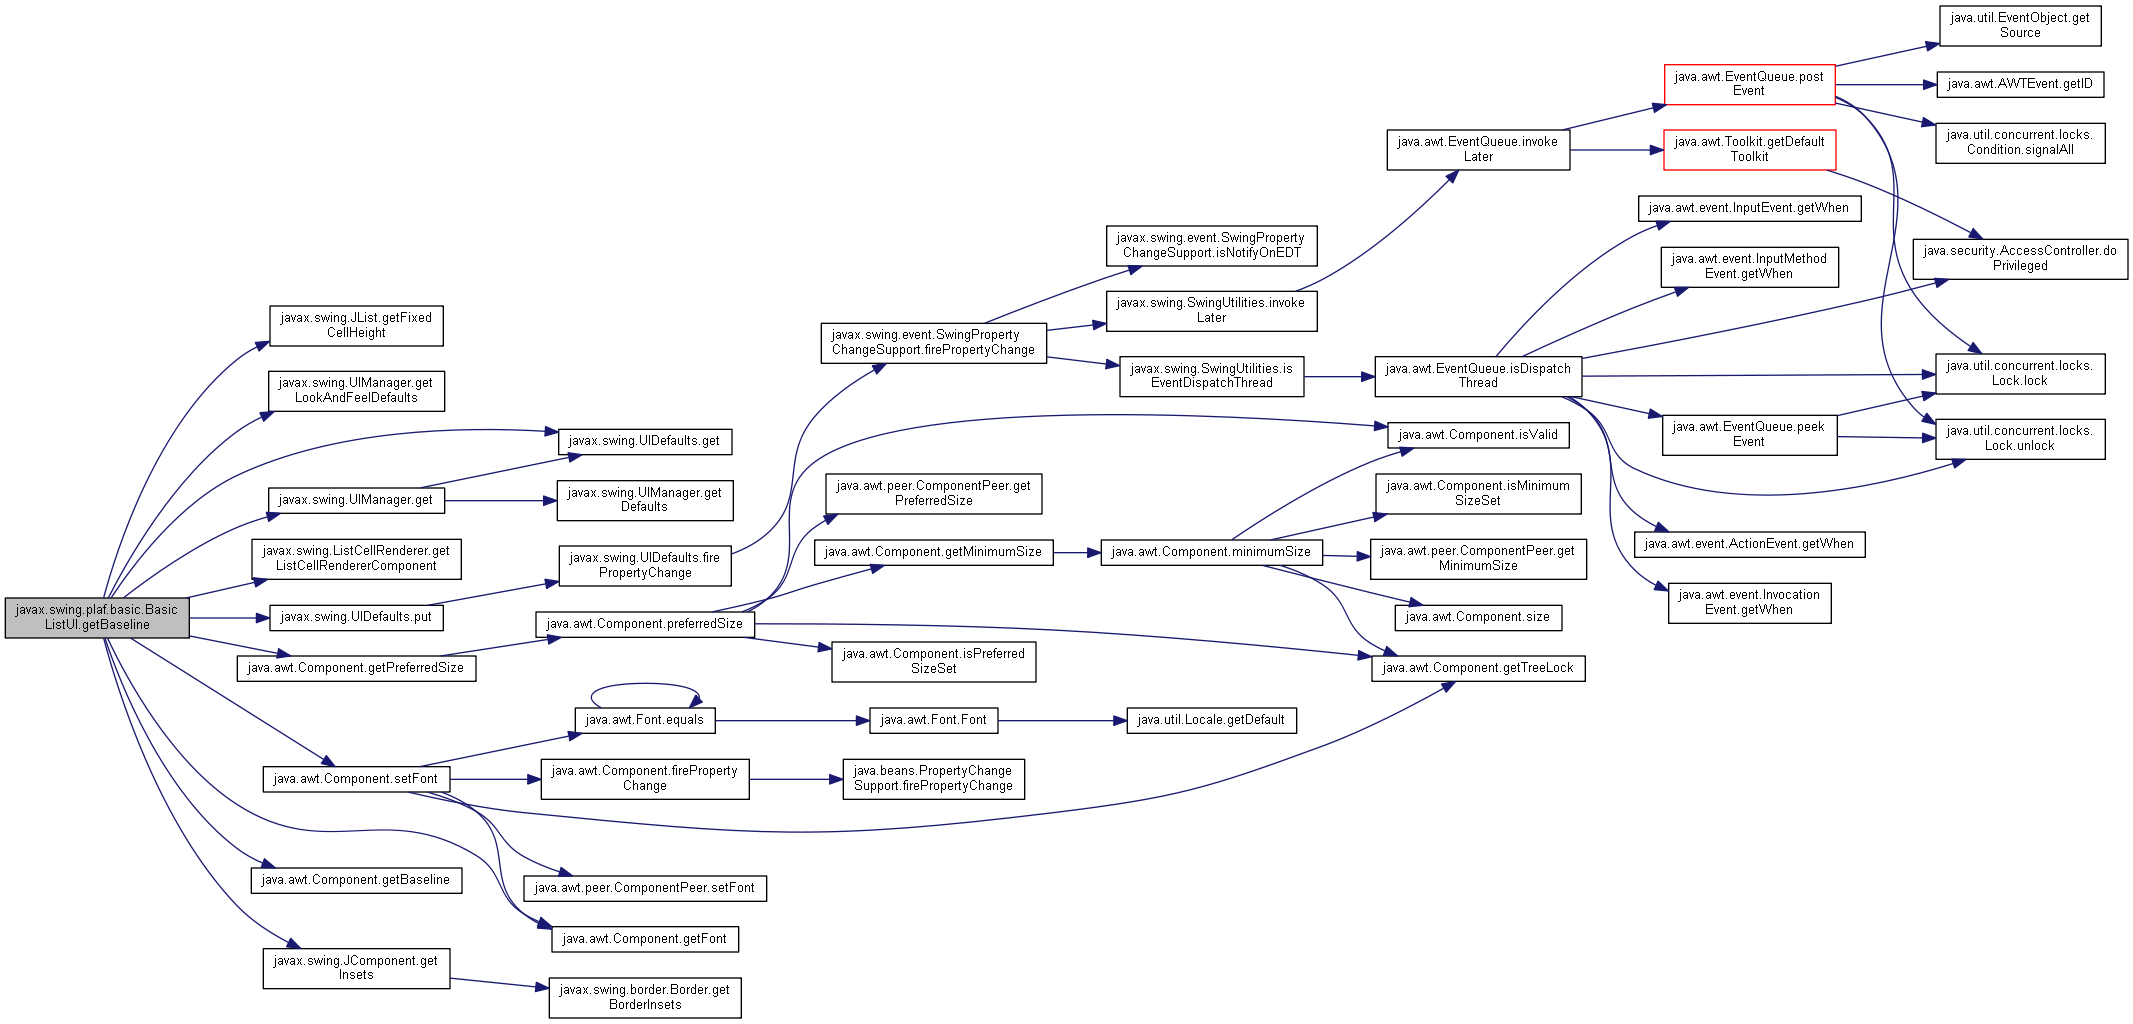 javax.swing.plaf.basic.Basic
ListUI.getBaseline
javax.swing.JList.getFixed
CellHeight
javax.swing.UIManager.get
LookAndFeelDefaults
javax.swing.UIManager.get
javax.swing.ListCellRenderer.get
ListCellRendererComponent
javax.swing.UIDefaults.put
java.awt.Component.getPreferredSize
java.awt.Component.setFont
java.awt.Component.getBaseline
javax.swing.JComponent.get
Insets
javax.swing.UIDefaults.get
javax.swing.UIManager.get
Defaults
javax.swing.UIDefaults.fire
PropertyChange
java.awt.Component.preferredSize
java.awt.Font.equals
java.awt.Component.fireProperty
Change
java.awt.peer.ComponentPeer.setFont
java.awt.Component.getFont
javax.swing.border.Border.get
BorderInsets
javax.swing.event.SwingProperty
ChangeSupport.firePropertyChange
java.awt.peer.ComponentPeer.get
PreferredSize
java.awt.Component.getMinimumSize
java.awt.Component.isPreferred
SizeSet
java.awt.Font.Font
java.beans.PropertyChange
Support.firePropertyChange
javax.swing.event.SwingProperty
ChangeSupport.isNotifyOnEDT
javax.swing.SwingUtilities.invoke
Later
javax.swing.SwingUtilities.is
EventDispatchThread
java.awt.Component.minimumSize
java.util.Locale.getDefault
java.awt.EventQueue.invoke
Later
java.awt.EventQueue.isDispatch
Thread
java.awt.Component.isValid
java.awt.Component.isMinimum
SizeSet
java.awt.peer.ComponentPeer.get
MinimumSize
java.awt.Component.size
java.awt.Component.getTreeLock
java.awt.EventQueue.post
Event
java.awt.Toolkit.getDefault
Toolkit
java.awt.event.InputEvent.getWhen
java.awt.event.InputMethod
Event.getWhen
java.awt.EventQueue.peek
Event
java.awt.event.ActionEvent.getWhen
java.awt.event.Invocation
Event.getWhen
java.util.EventObject.get
Source
java.awt.AWTEvent.getID
java.util.concurrent.locks.
Condition.signalAll
java.security.AccessController.do
Privileged
java.util.concurrent.locks.
Lock.lock
java.util.concurrent.locks.
Lock.unlock